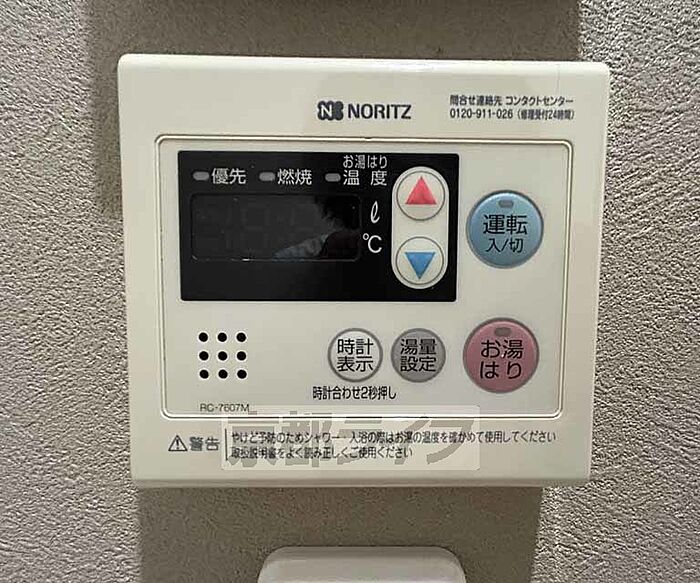 NORITZ
問合せ連絡先 コンタクトセンター
0120-911-026(修理受付24時間)
お湯はり
優先 燃焼 温度
ℓ
℃
運転
入/切
時計
表示
湯量
設定
お湯
はり
時計合わせ2秒押し
RC-7607M
⚠警告
やけど予防のためシャワー・入浴の際はお湯の温度を確かめて使用してください
取扱説明書をよく読み正しくご使用ください
京都ライフ